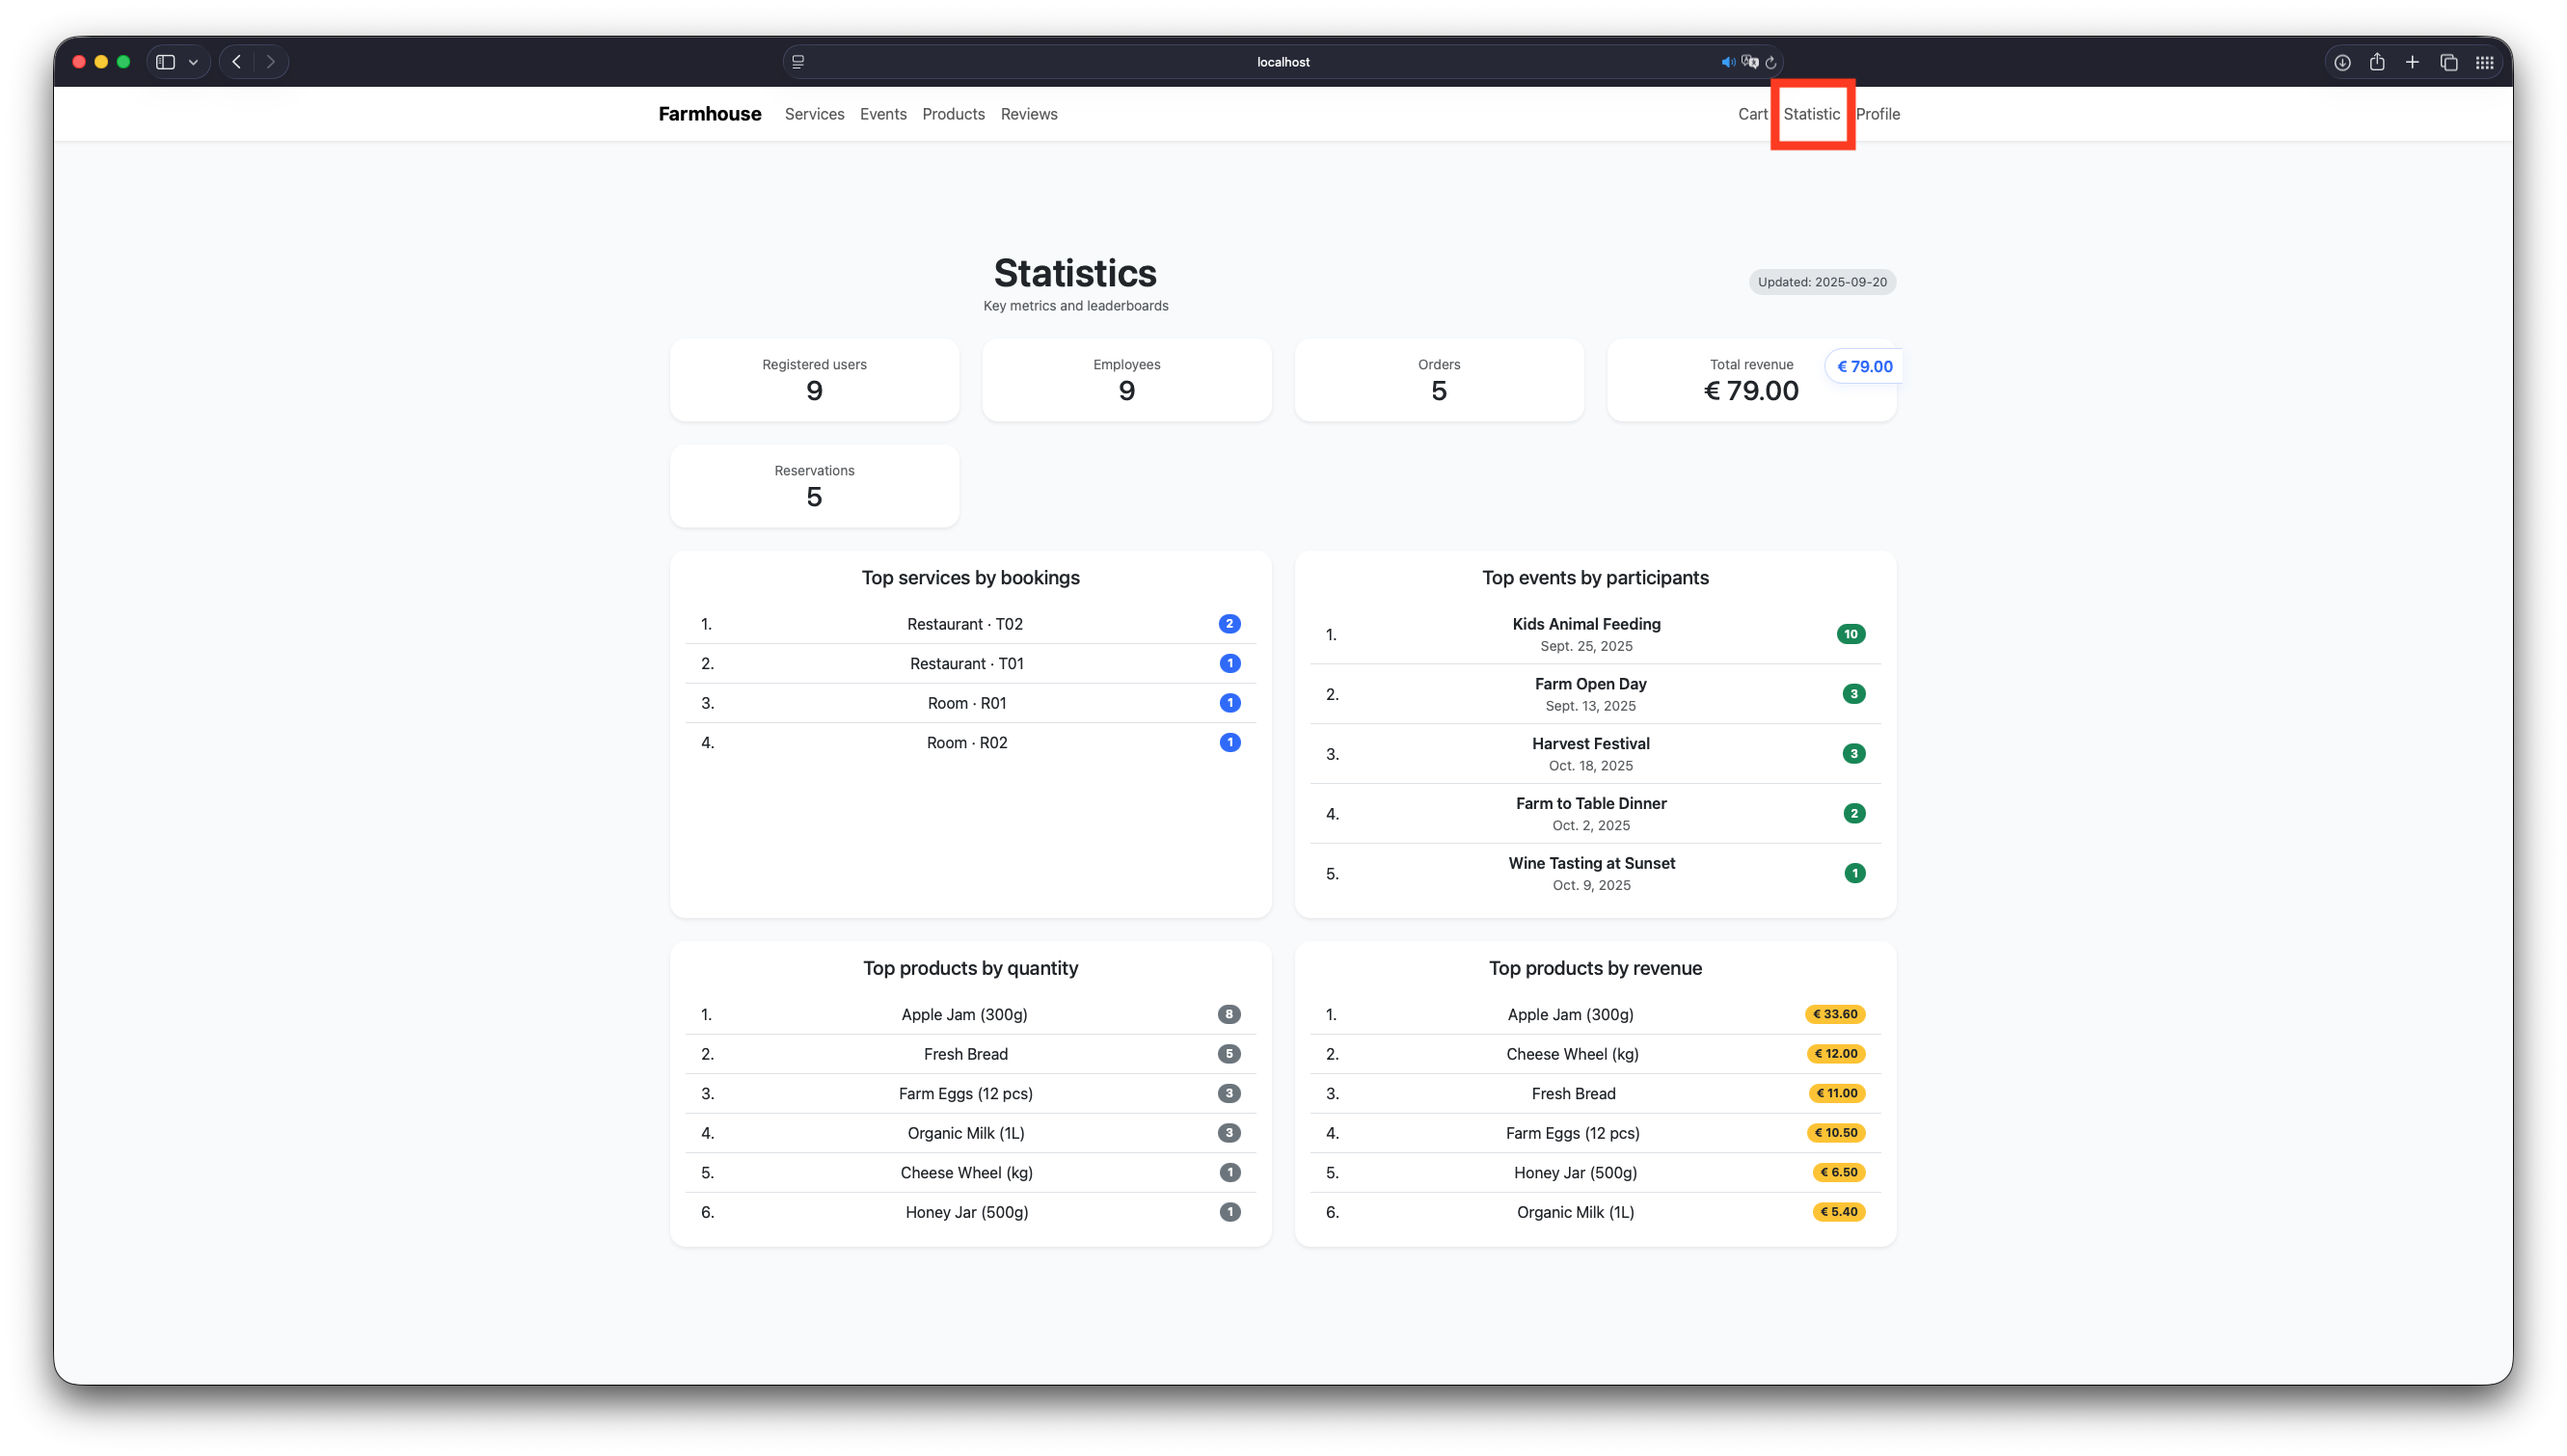 localhost
Farmhouse Services Events Products Reviews Cart Statistic Profile
Statistics
Key metrics and leaderboards
Updated: 2025-09-20
Registered users
9
Employees
9
Orders
5
Total revenue
€ 79.00
€ 79.00
Reservations
5
Top services by bookings
1. Restaurant · T02 2
2. Restaurant · T01 1
3. Room · R01 1
4. Room · R02 1
Top events by participants
1. Kids Animal Feeding 10
Sept. 25, 2025
2. Farm Open Day 3
Sept. 13, 2025
3. Harvest Festival 3
Oct. 18, 2025
4. Farm to Table Dinner 2
Oct. 2, 2025
5. Wine Tasting at Sunset 1
Oct. 9, 2025
Top products by quantity
1. Apple Jam (300g) 8
2. Fresh Bread 5
3. Farm Eggs (12 pcs) 3
4. Organic Milk (1L) 3
5. Cheese Wheel (kg) 1
6. Honey Jar (500g) 1
Top products by revenue
1. Apple Jam (300g) € 33.60
2. Cheese Wheel (kg) € 12.00
3. Fresh Bread € 11.00
4. Farm Eggs (12 pcs) € 10.50
5. Honey Jar (500g) € 6.50
6. Organic Milk (1L) € 5.40